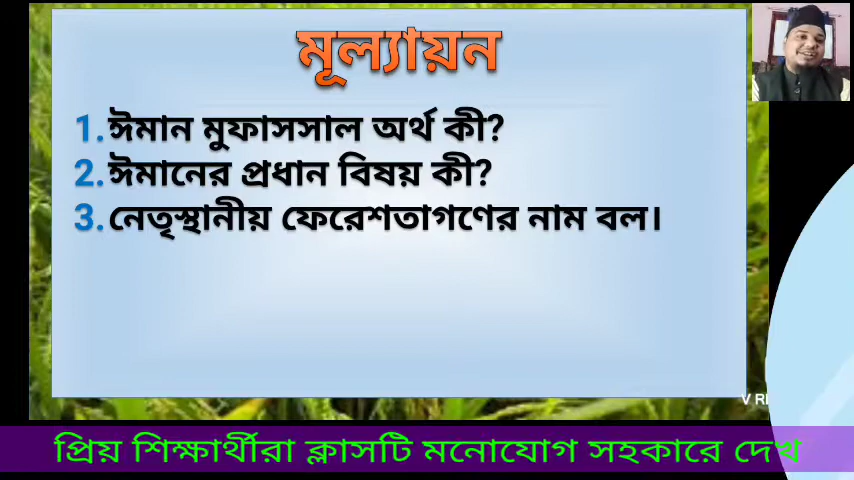 মূল্যায়ন
1.ঈমান মুফাসসাল অর্থ কী?
2.ঈমানের প্রধান বিষয় কী?
3.নেতৃস্থানীয় ফেরেশতাগণের নাম বল।
প্রিয় শিক্ষার্থীরা ক্লাসটি মনোযোগ সহকারে দেখ